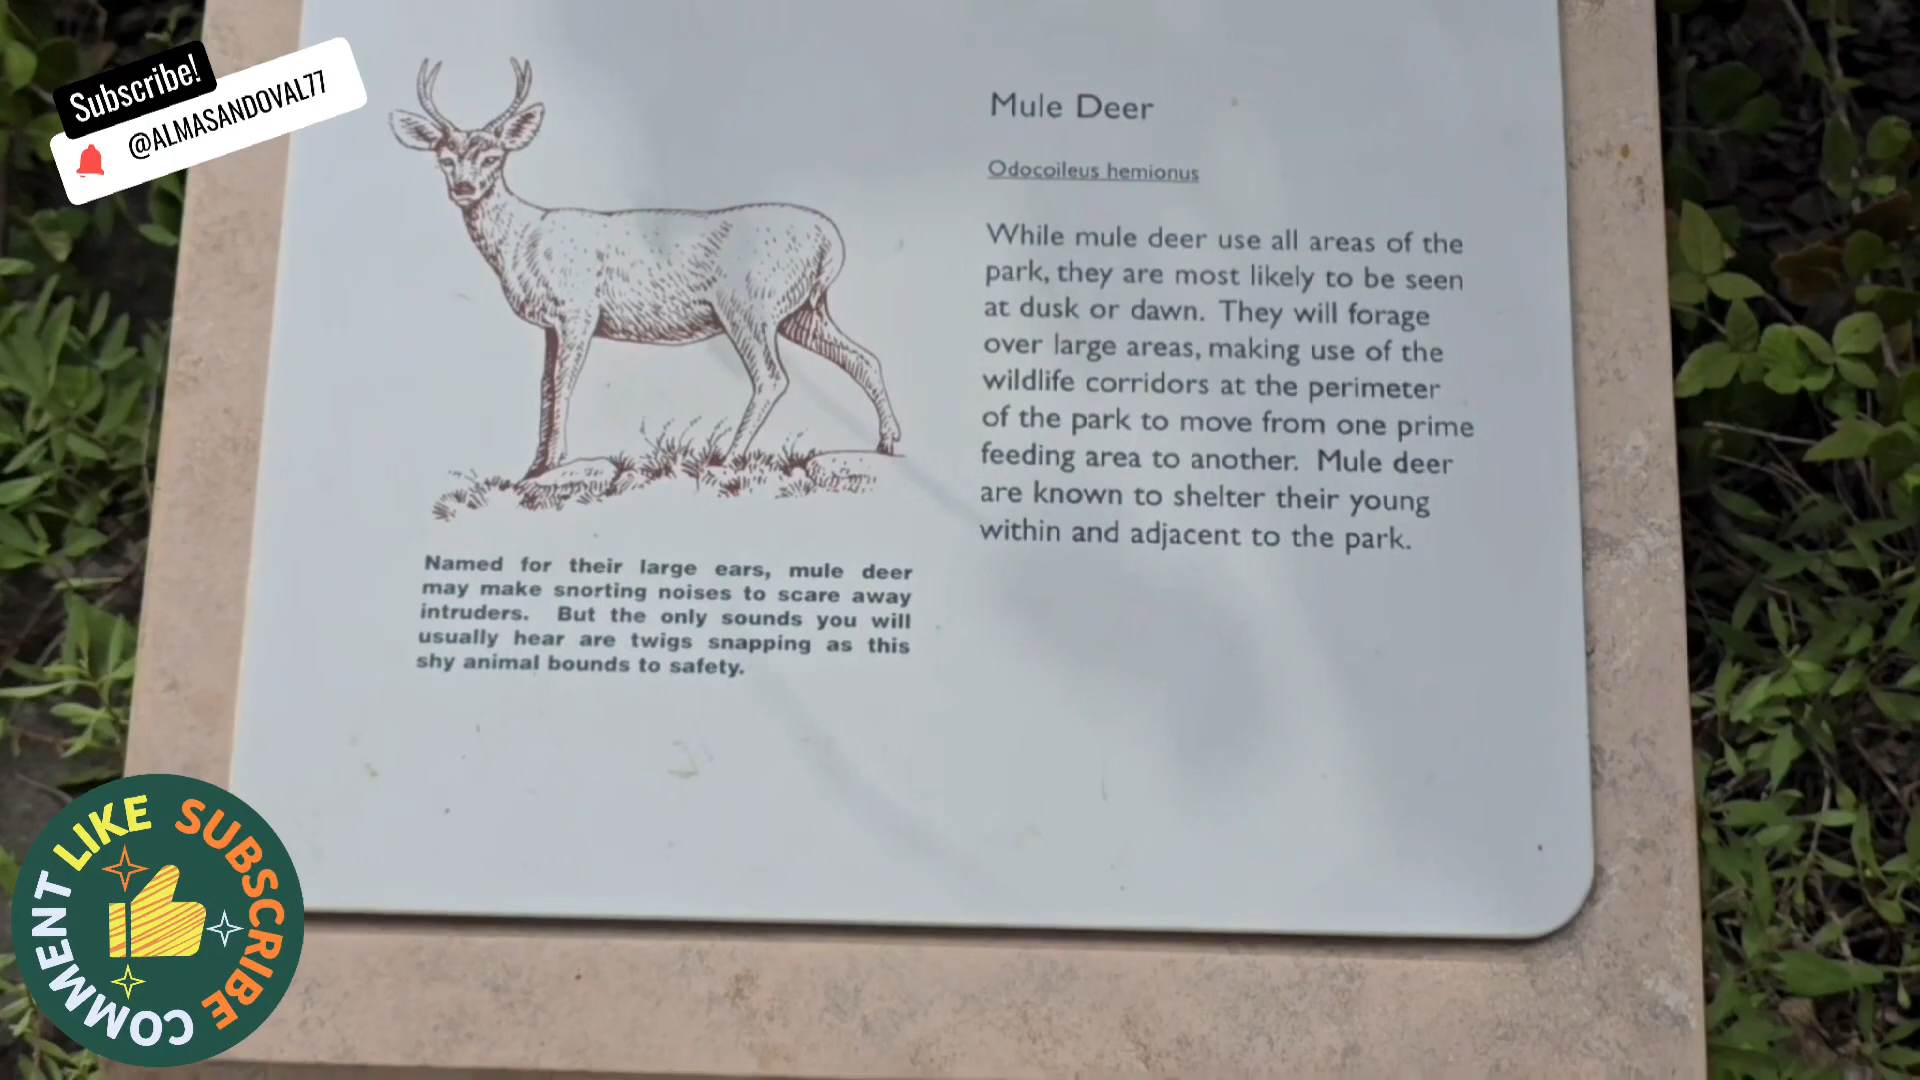 Subscribe!
@ALMASANDOVAL77
Mule Deer
Odocoileus hemionus
While mule deer use all areas of the
park, they are most likely to be seen
at dusk or dawn. They will forage
over large areas, making use of the
wildlife corridors at the perimeter
of the park to move from one prime
feeding area to another. Mule deer
are known to shelter their young
within and adjacent to the park.
Named for their large ears, mule deer
may make snorting noises to scare away
intruders. But the only sounds you will
usually hear are twigs snapping as this
shy animal bounds to safety.
LIKE SUBSCRIBE COMMENT